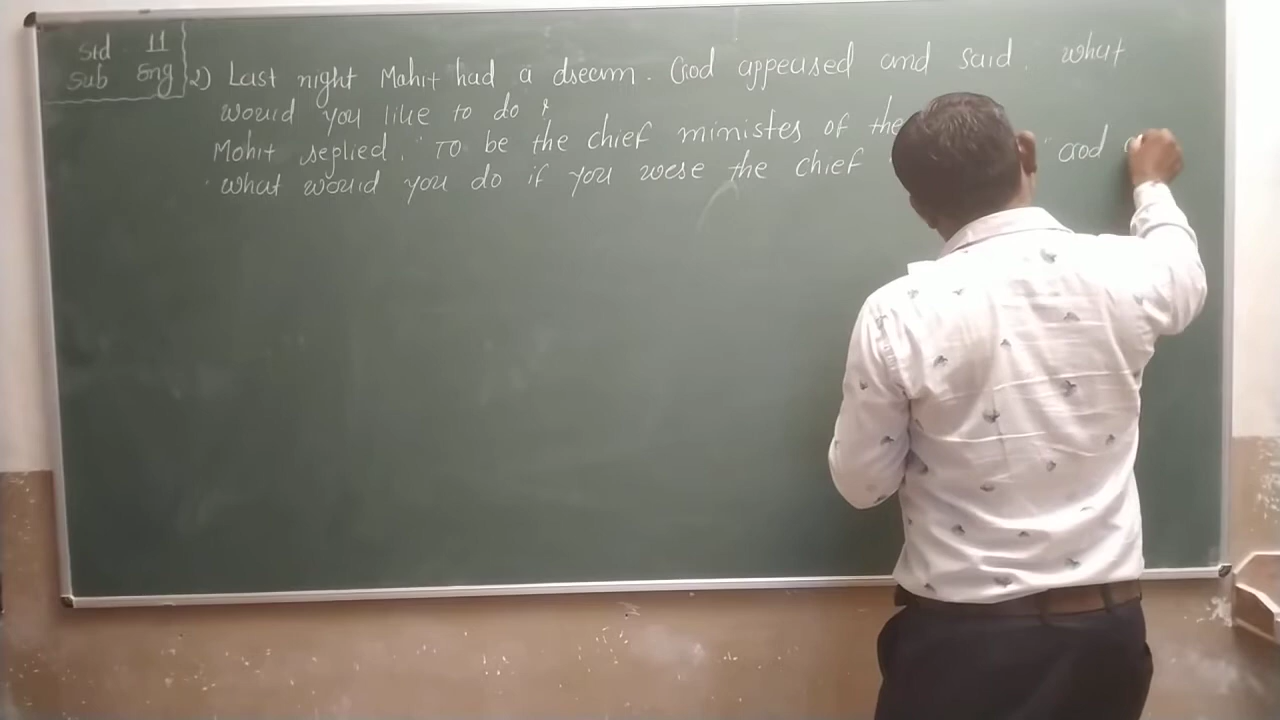 Std 11
Sub Eng
2) Last night Mohit had a dream. God appeared and said, what
would you like to do ?
Mohit replied, "To be the chief minister of the
" God
what would you do if you were the chief